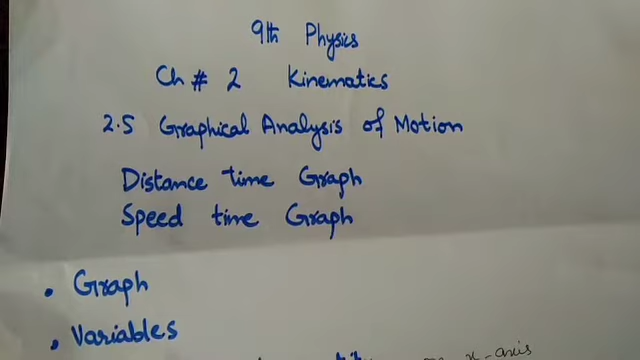 9th Physics
Ch # 2 Kinematics
2.5 Graphical Analysis of Motion
Distance time Graph
Speed time Graph
• Graph
• Variables
x-axis